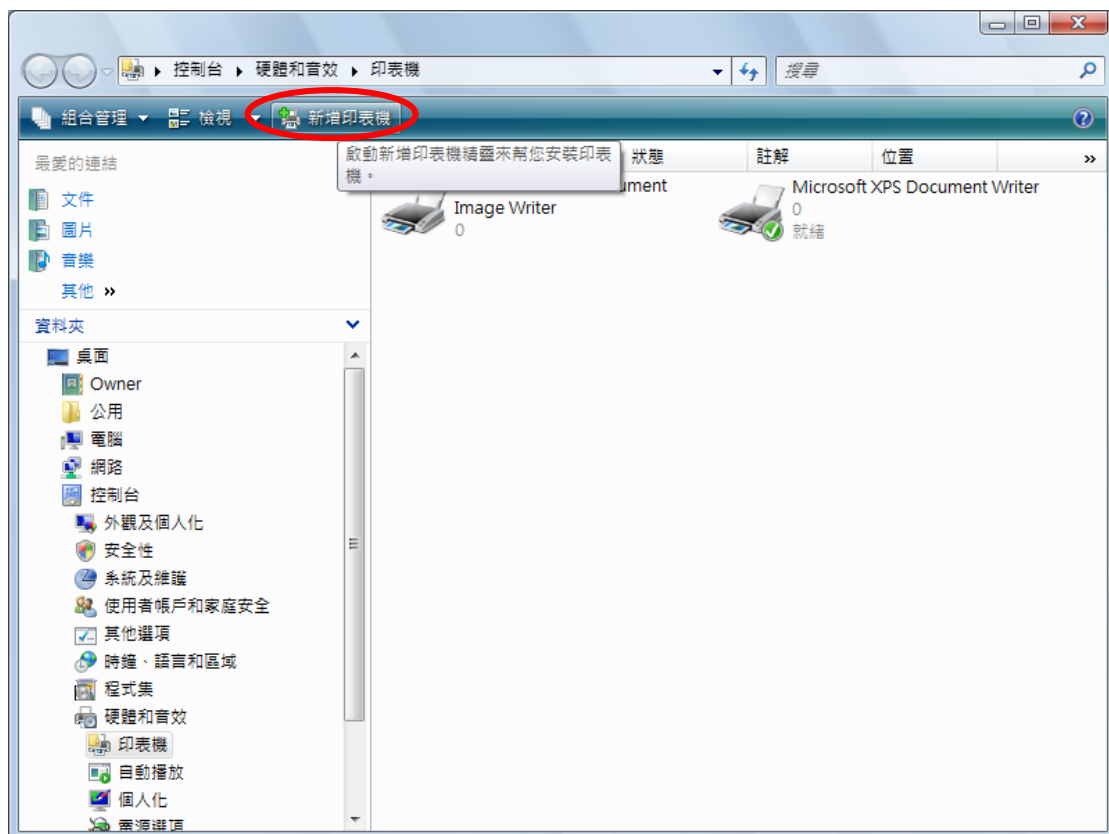 控制台 ▸ 硬體和音效 ▸ 印表機
搜尋
組合管理 檢視 新增印表機
最愛的連結
文件
圖片
音樂
其他 »
資料夾
桌面
Owner
公用
電腦
網路
控制台
外觀及個人化
安全性
系統及維護
使用者帳戶和家庭安全
其他選項
時鐘、語言和區域
程式集
硬體和音效
印表機
自動播放
個人化
電源選項
狀態 註解 位置 »
啟動新增印表機精靈來幫您安裝印表
機。
ument
Image Writer
0
Microsoft XPS Document Writer
0
就緒